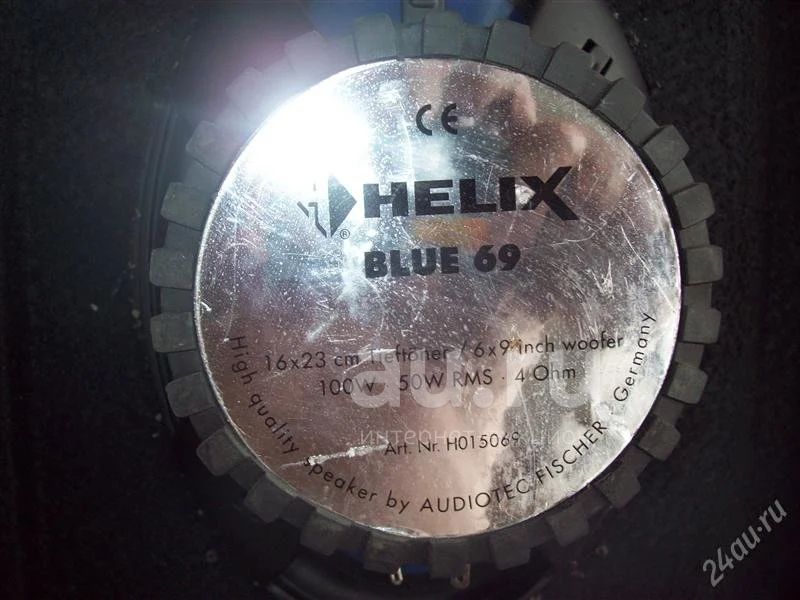 CE
HELIX
®
BLUE 69
16x23 cm Tieftöner / 6x9 inch woofer
100W 50W RMS · 4 Ohm
Art. Nr. H015069
High quality speaker by AUDIOTEC FISCHER, Germany
au.ru
24au.ru